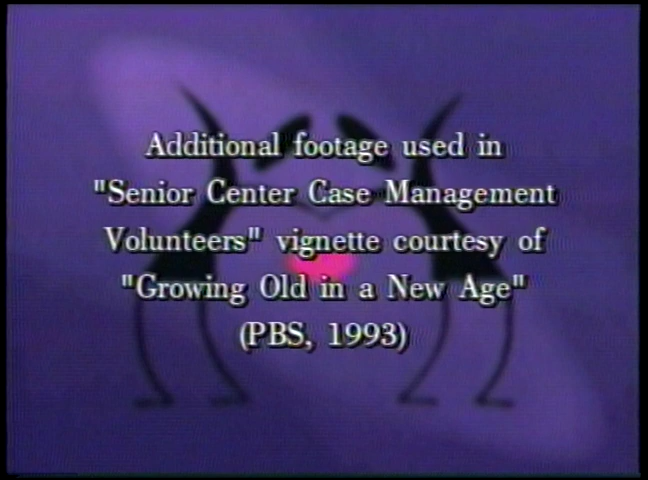 Additional footage used in
"Senior Center Case Management
Volunteers" vignette courtesy of
"Growing Old in a New Age"
(PBS, 1993)